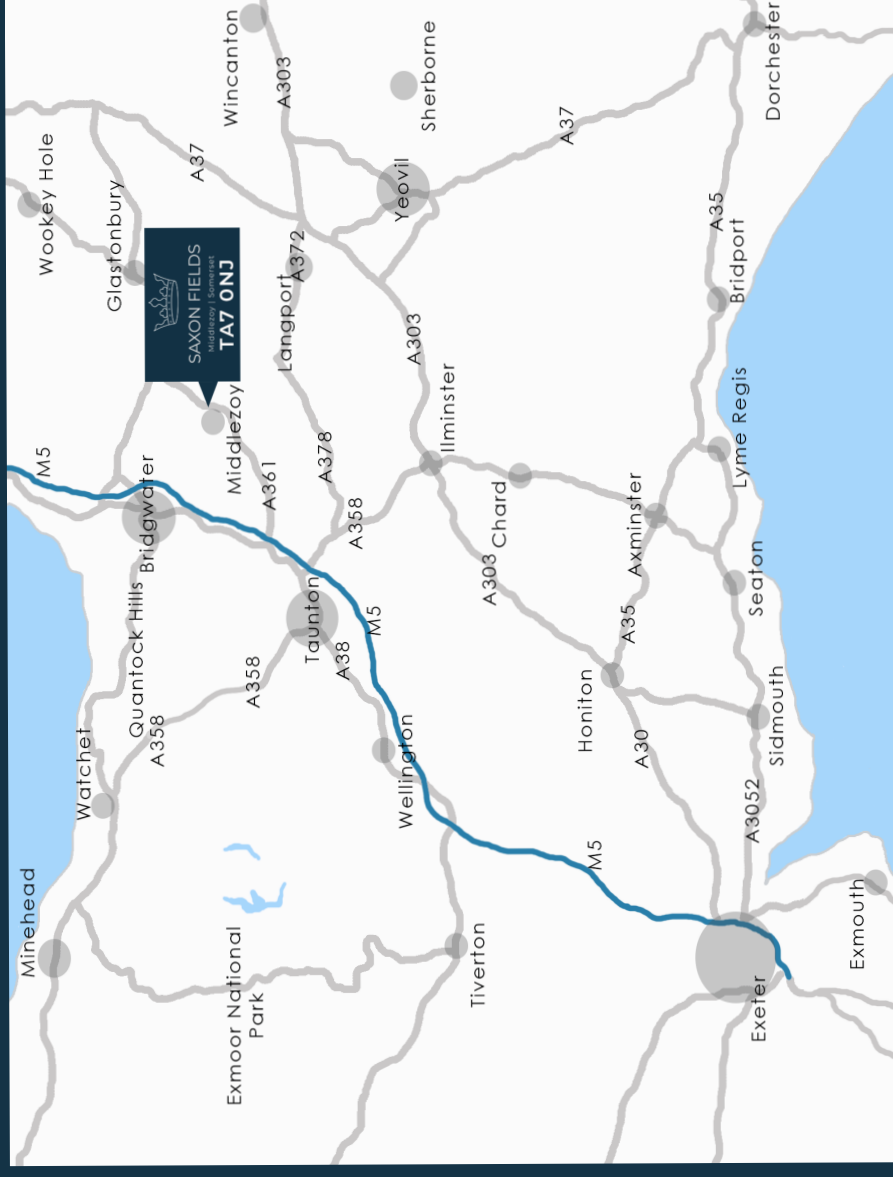 Minehead
M5
Wookey Hole
Watchet
Glastonbury
Quantock Hills
Bridgwater
A358
SAXON FIELDS
Middlezoy | Somerset
TA7 0NJ
A37
Wincanton
Exmoor National
Park
Middlezoy
A358
A361
A303
Langport
A372
Taunton
A378
A38
A358
M5
Yeovil
Wellington
A303
Sherborne
Ilminster
Tiverton
A303
Chard
A37
Honiton
M5
A35
Axminster
A30
A35
Bridport
Lyme Regis
A3052
Seaton
Exeter
Dorchester
Sidmouth
Exmouth